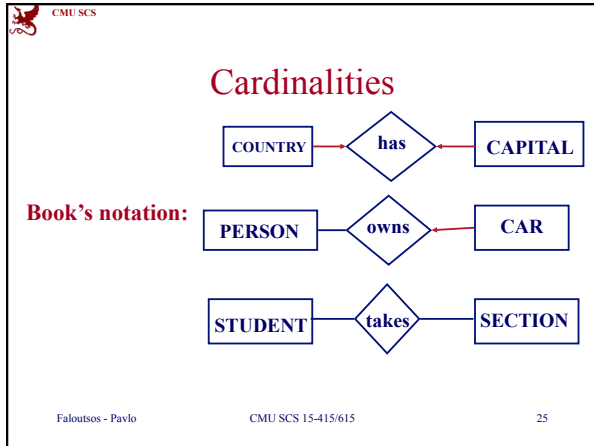 CMU SCS
Cardinalities
COUNTRY has CAPITAL
Book's notation:
PERSON owns CAR
STUDENT takes SECTION
Faloutsos - Pavlo CMU SCS 15-415/615 25